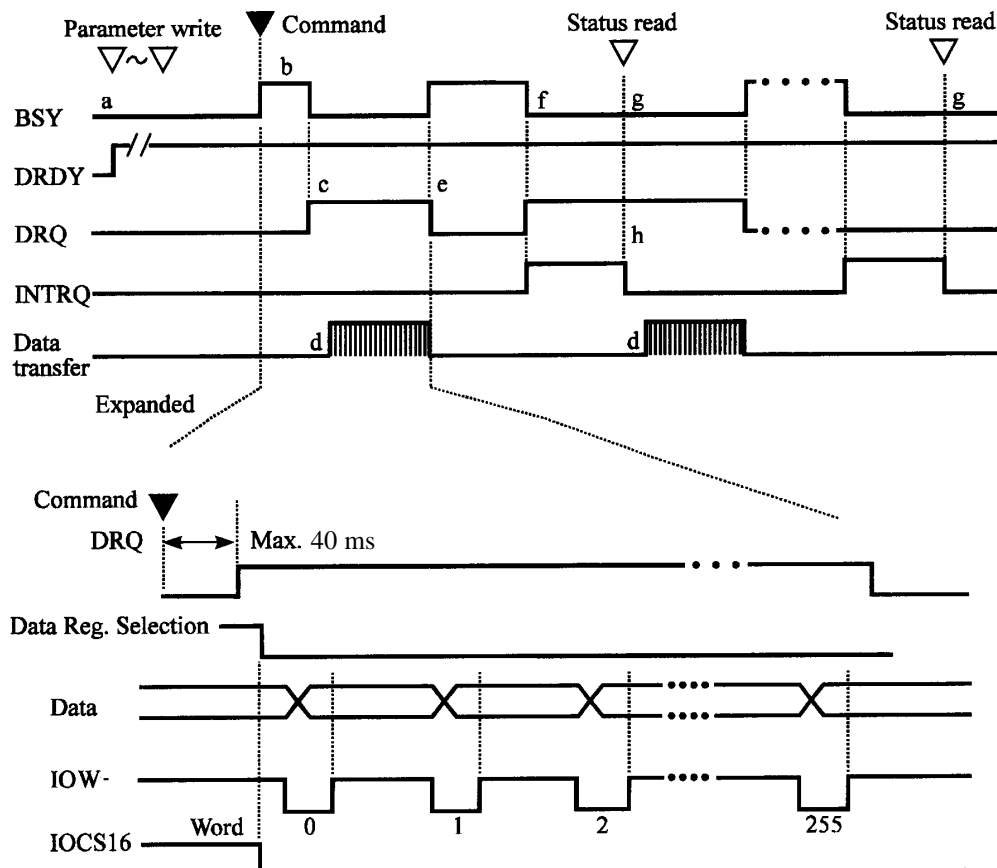 Parameter write
Command
Status read
Status read
BSY a b f g g
DRDY
DRQ c e h
INTRQ
Data transfer d d
Expanded
Command
DRQ Max. 40 ms
Data Reg. Selection
Data
IOW-
0 1 2 255
Word
IOCS16